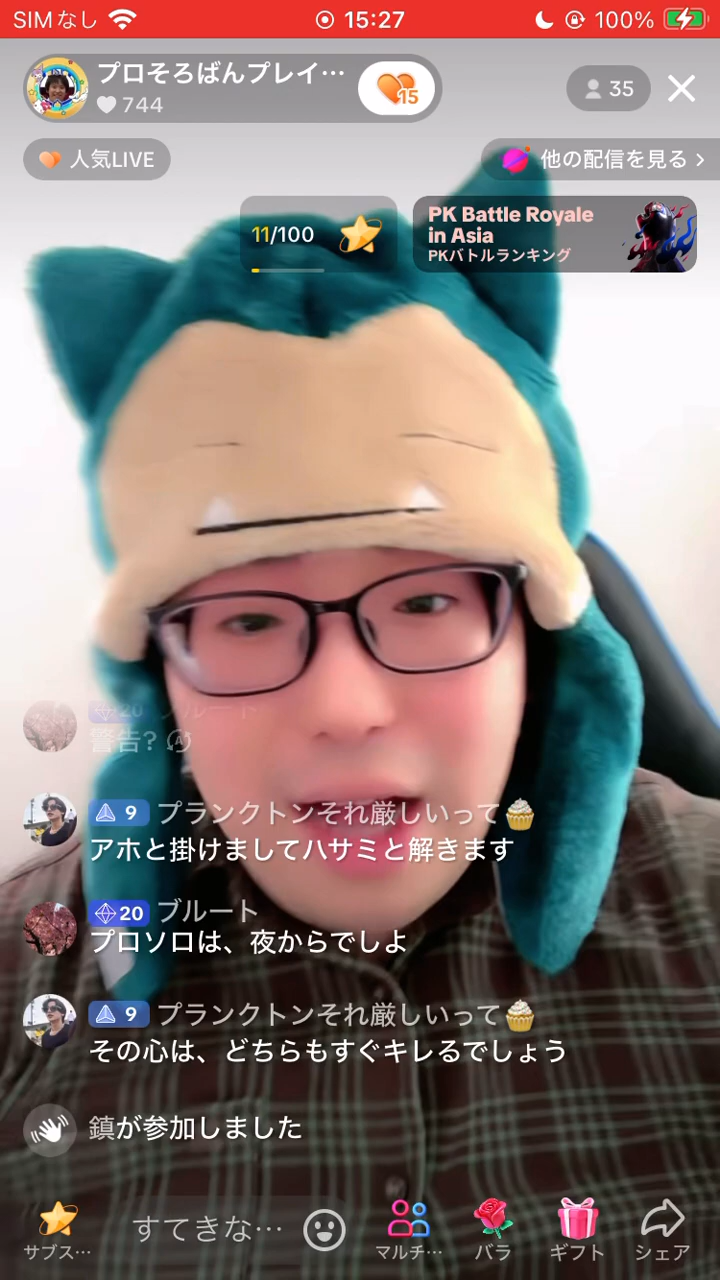 SIMなし 15:27 100%
プロそろばんプレイ…
744
15
35
人気LIVE
他の配信を見る
11/100
PK Battle Royale
in Asia
PKバトルランキング
20 ブルート
警告?
9 プランクトンそれ厳しいって
アホと掛けましてハサミと解きます
20 ブルート
プロソロは、夜からでしよ
9 プランクトンそれ厳しいって
その心は、どちらもすぐキレるでしょう
鎮が参加しました
すてきな…
サブス… マルチ… バラ ギフト シェア